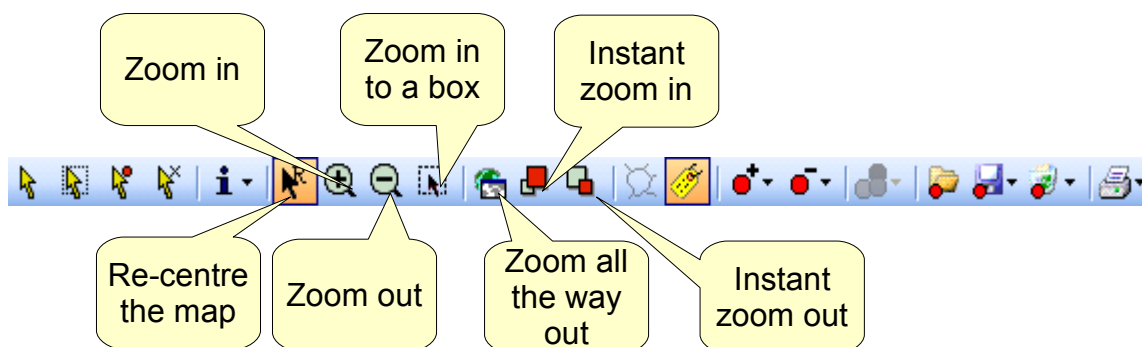 Zoom in
Zoom in
to a box
Instant
zoom in
R
i
Re-centre
the map
Zoom out
Zoom all
the way
out
Instant
zoom out